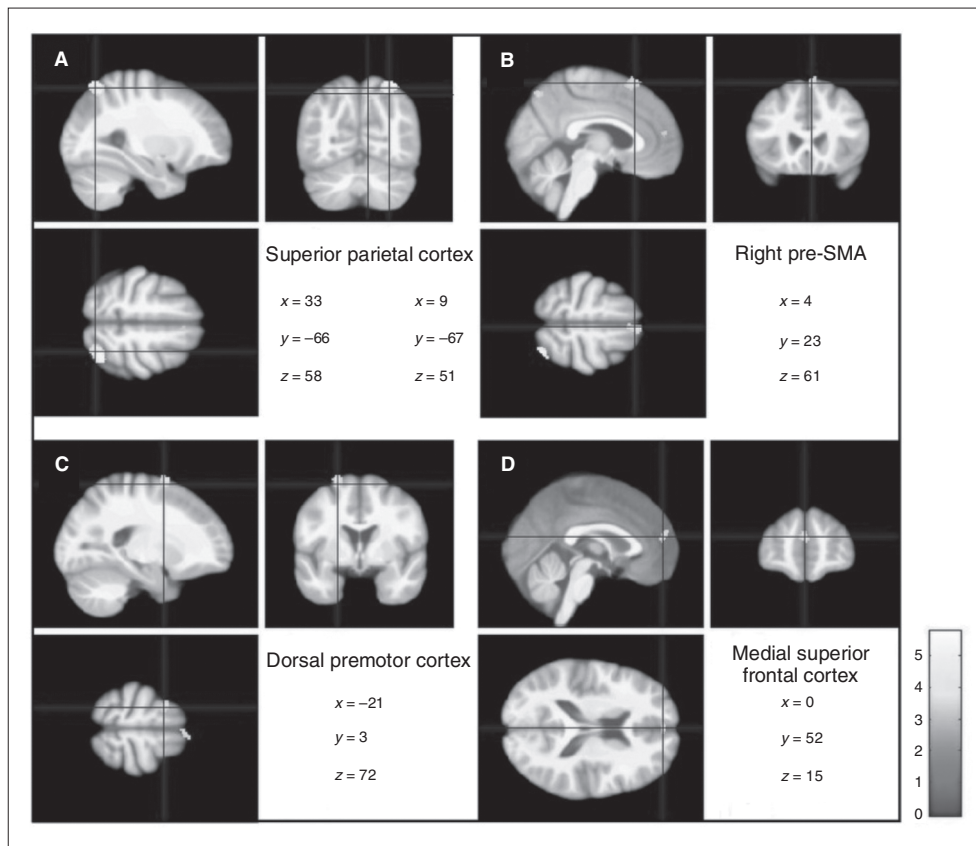 A
B
Superior parietal cortex
x = 33 x = 9
y = –66 y = –67
z = 58 z = 51
Right pre-SMA
x = 4
y = 23
z = 61
C
D
Dorsal premotor cortex
x = –21
y = 3
z = 72
Medial superior
frontal cortex
x = 0
y = 52
z = 15
5
4
3
2
1
0